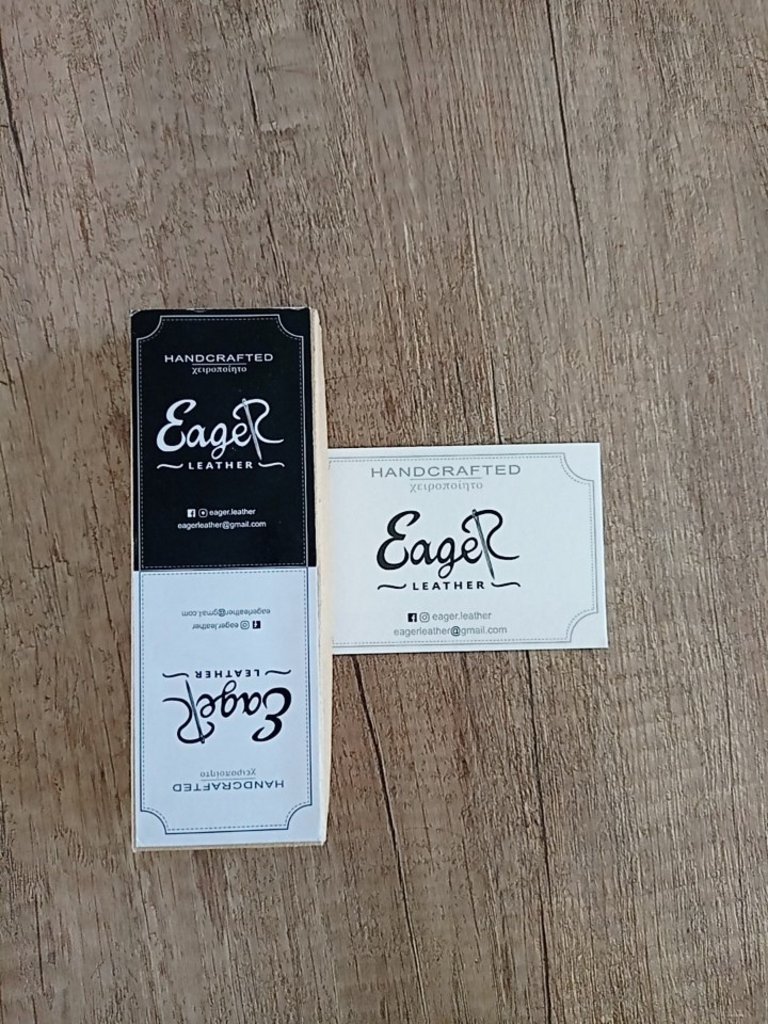 HANDCRAFTED
χειροποίητο
EageR
LEATHER
eager.leather
eagerleather@gmail.com
HANDCRAFTED
χειροποίητο
EageR
LEATHER
eager.leather
eagerleather@gmail.com
HANDCRAFTED
χειροποίητο
EageR
LEATHER
eager.leather
eagerleather@gmail.com